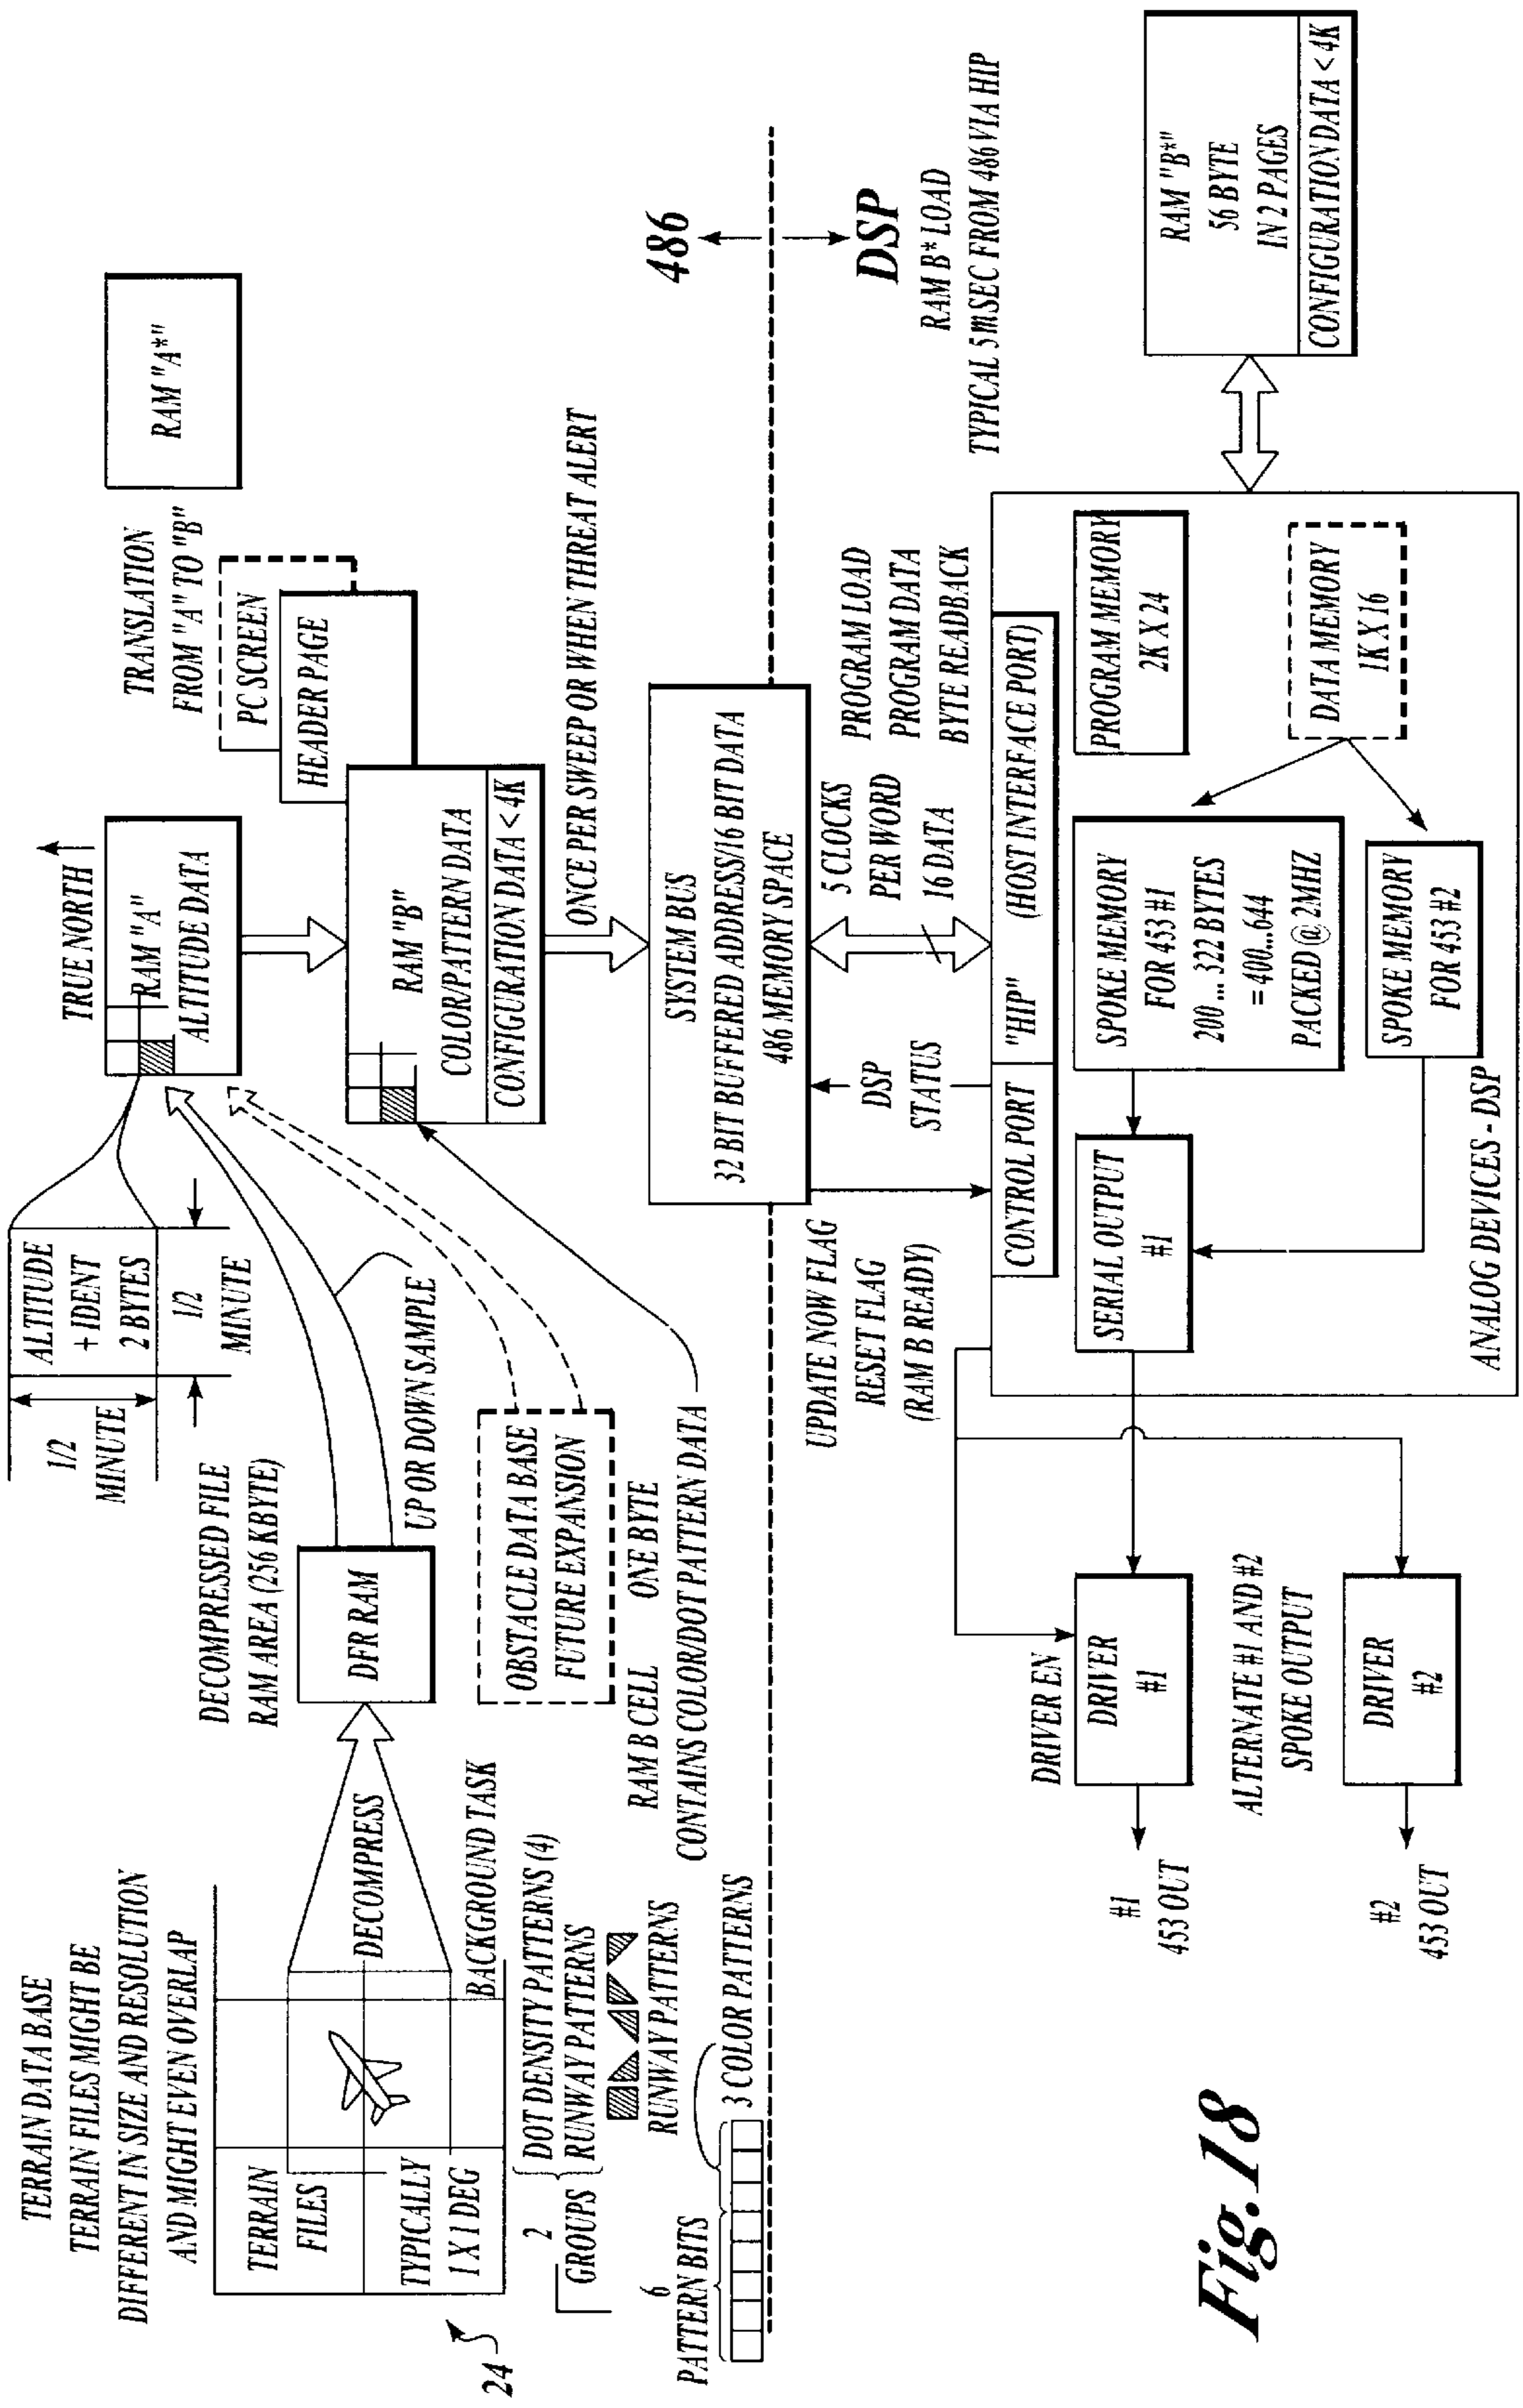 TERRAIN DATA BASE
TERRAIN FILES MIGHT BE
DIFFERENT IN SIZE AND RESOLUTION
AND MIGHT EVEN OVERLAP
TERRAIN
FILES
TYPICALLY
1 X 1 DEG
24
DECOMPRESS
BACKGROUND TASK
2
GROUPS
DOT DENSITY PATTERNS (4)
RUNWAY PATTERNS
RUNWAY PATTERNS
6
PATTERN BITS
3 COLOR PATTERNS
DECOMPRESSED FILE
RAM AREA (256 KBYTE)
DFR RAM
UP OR DOWN SAMPLE
OBSTACLE DATA BASE
FUTURE EXPANSION
RAM B CELL ONE BYTE
CONTAINS COLOR/DOT PATTERN DATA
1/2
MINUTE
ALTITUDE
+ IDENT
2 BYTES
1/2
MINUTE
TRUE NORTH
RAM "A"
ALTITUDE DATA
TRANSLATION
FROM "A" TO "B"
RAM "A*"
PC SCREEN
HEADER PAGE
RAM "B"
COLOR/PATTERN DATA
CONFIGURATION DATA < 4K
ONCE PER SWEEP OR WHEN THREAT ALERT
SYSTEM BUS
32 BIT BUFFERED ADDRESS/16 BIT DATA
486 MEMORY SPACE
486
DSP
RAM B* LOAD
TYPICAL 5 mSEC FROM 486 VIA HIP
UPDATE NOW FLAG
RESET FLAG
(RAM B READY)
DSP
STATUS
5 CLOCKS
PER WORD
16 DATA
PROGRAM LOAD
PROGRAM DATA
BYTE READBACK
CONTROL PORT
"HIP" (HOST INTERFACE PORT)
SERIAL OUTPUT
#1
SPOKE MEMORY
FOR 453 #1
200 ... 322 BYTES
= 400...644
PACKED @ 2MHZ
PROGRAM MEMORY
2K X 24
DATA MEMORY
1K X 16
SPOKE MEMORY
FOR 453 #2
ANALOG DEVICES - DSP
RAM "B*"
56 BYTE
IN 2 PAGES
CONFIGURATION DATA < 4K
DRIVER EN
DRIVER
#1
ALTERNATE #1 AND #2
SPOKE OUTPUT
DRIVER
#2
#1
453 OUT
#2
453 OUT
Fig. 18